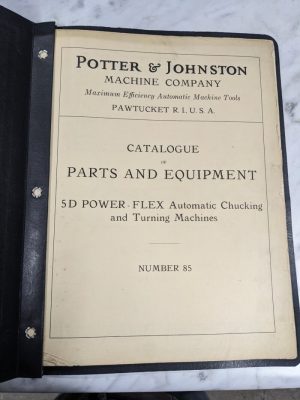 POTTER & JOHNSTON
MACHINE COMPANY
Maximum Efficiency Automatic Machine Tools
PAWTUCKET R. I., U. S. A.
CATALOGUE
OF
PARTS AND EQUIPMENT
5D POWER-FLEX Automatic Chucking
and Turning Machines
NUMBER 85